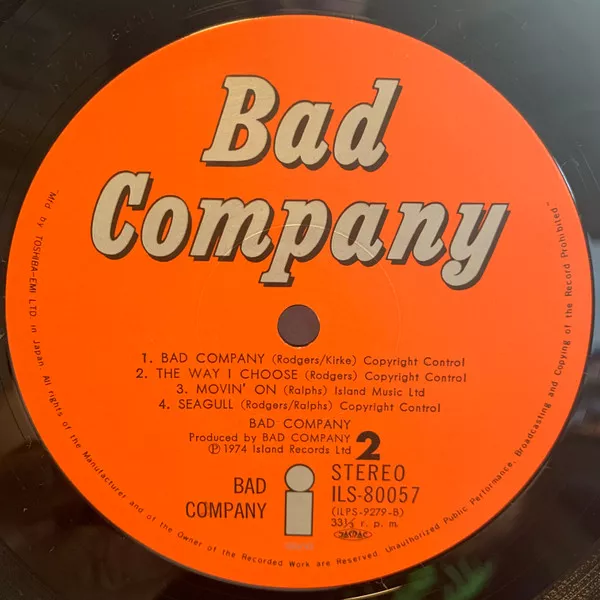 Bad
Company
1. BAD COMPANY (Rodgers/Kirke) Copyright Control
2. THE WAY I CHOOSE (Rodgers) Copyright Control
3. MOVIN' ON (Ralphs) Island Music Ltd
4. SEAGULL (Rodgers/Ralphs) Copyright Control
BAD COMPANY
Produced by BAD COMPANY
℗ 1974 Island Records Ltd
2
BAD
COMPANY
i
STEREO
ILS-80057
(ILPS-9279-B)
33⅓ r. p. m.
JASRAC
"Mf'd by TOSHIBA-EMI LTD. in Japan. All rights of the Manufacturer and of the Owner of the Recorded Work are Reserved. Unauthorized Public Performance, Broadcasting and Copying of the Record Prohibited"